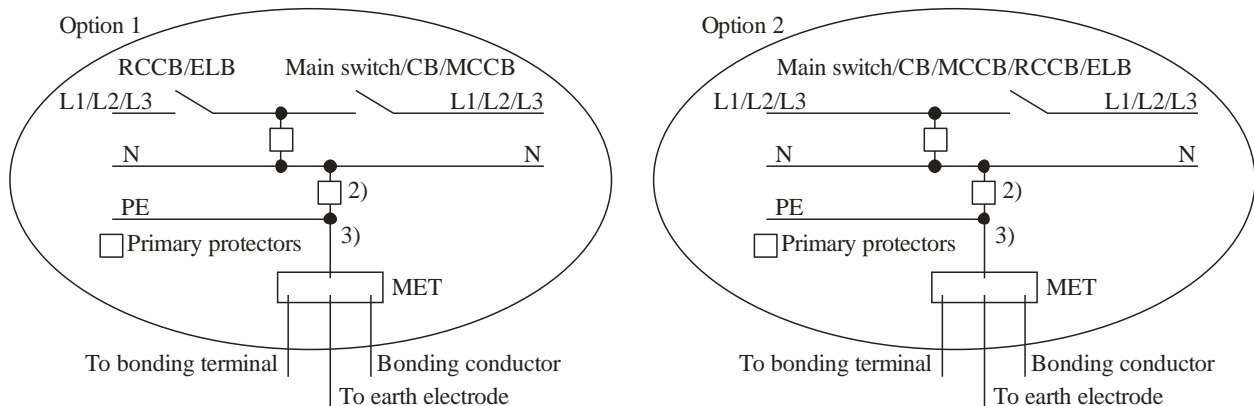 Option 1
RCCB/ELB
Main switch/CB/MCCB
L1/L2/L3
L1/L2/L3
N
N
2)
PE
3)
Primary protectors
MET
To bonding terminal
Bonding conductor
To earth electrode
Option 2
Main switch/CB/MCCB/RCCB/ELB
L1/L2/L3
L1/L2/L3
N
N
2)
PE
3)
Primary protectors
MET
To bonding terminal
Bonding conductor
To earth electrode